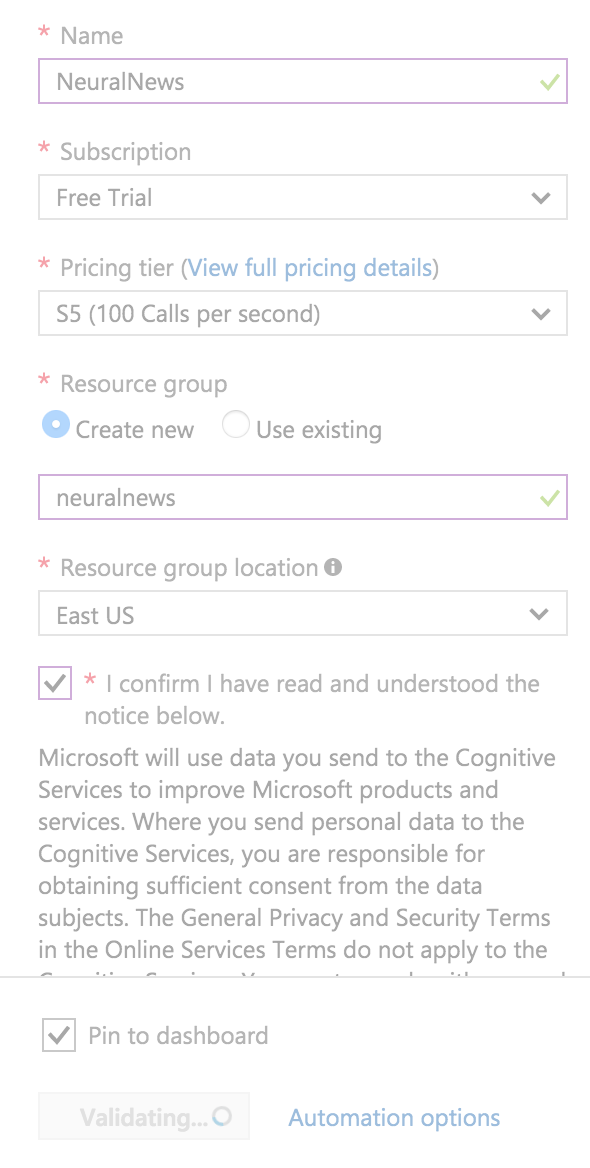 * Name
NeuralNews
* Subscription
Free Trial
* Pricing tier (View full pricing details)
S5 (100 Calls per second)
* Resource group
Create new Use existing
neuralnews
* Resource group location
East US
* I confirm I have read and understood the
notice below.
Microsoft will use data you send to the Cognitive
Services to improve Microsoft products and
services. Where you send personal data to the
Cognitive Services, you are responsible for
obtaining sufficient consent from the data
subjects. The General Privacy and Security Terms
in the Online Services Terms do not apply to the
Pin to dashboard
Validating... Automation options